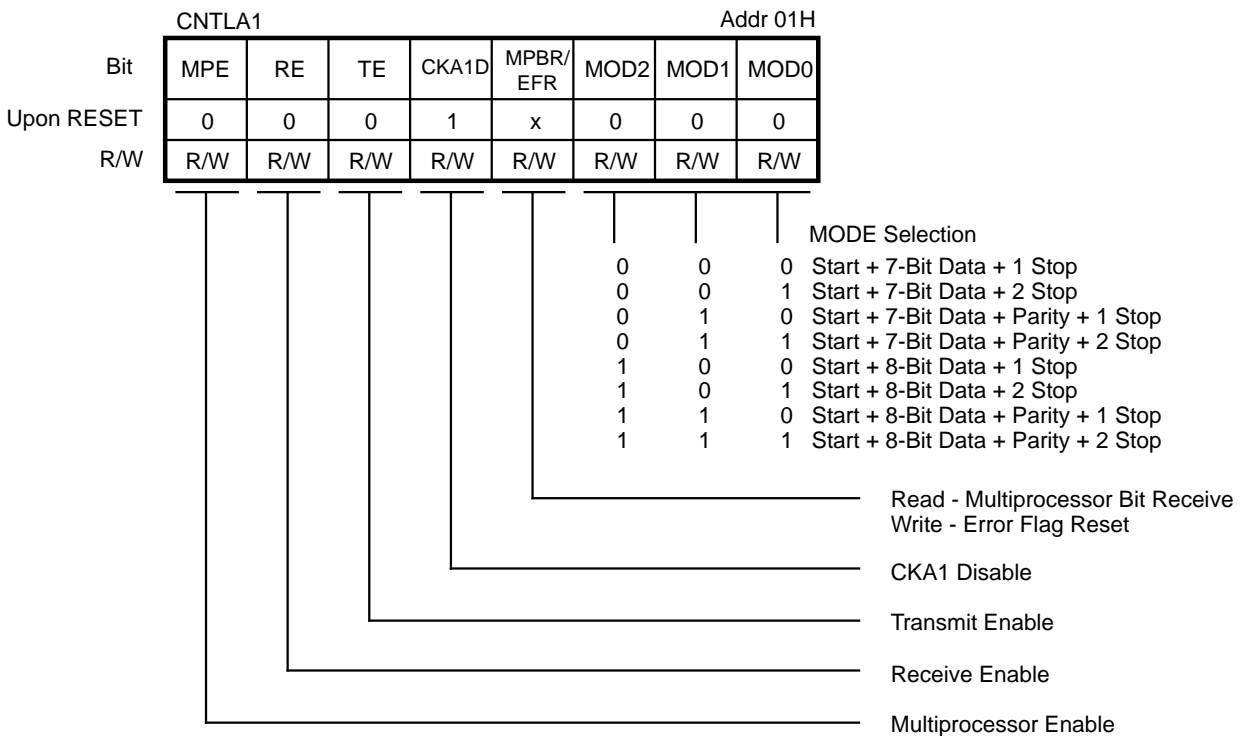 CNTLA1 Addr 01H
Bit MPE RE TE CKA1D MPBR/ EFR MOD2 MOD1 MOD0
Upon RESET 0 0 0 1 x 0 0 0
R/W R/W R/W R/W R/W R/W R/W R/W R/W
MODE Selection
0 0 0 Start + 7-Bit Data + 1 Stop
0 0 1 Start + 7-Bit Data + 2 Stop
0 1 0 Start + 7-Bit Data + Parity + 1 Stop
0 1 1 Start + 7-Bit Data + Parity + 2 Stop
1 0 0 Start + 8-Bit Data + 1 Stop
1 0 1 Start + 8-Bit Data + 2 Stop
1 1 0 Start + 8-Bit Data + Parity + 1 Stop
1 1 1 Start + 8-Bit Data + Parity + 2 Stop
Read - Multiprocessor Bit Receive
Write - Error Flag Reset
CKA1 Disable
Transmit Enable
Receive Enable
Multiprocessor Enable